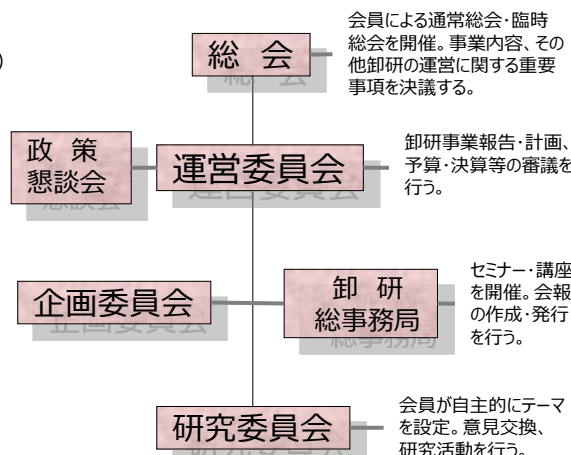 )
総 会
会員による通常総会・臨時
総会を開催。事業内容、その
他卸研の運営に関する重要
事項を決議する。
政 策
懇談会
運営委員会
卸研事業報告・計画、
予算・決算等の審議を
行う。
企画委員会
卸 研
総事務局
セミナー・講座
を開催。会報
の作成・発行
を行う。
研究委員会
会員が自主的にテーマ
を設定。意見交換、
研究活動を行う。